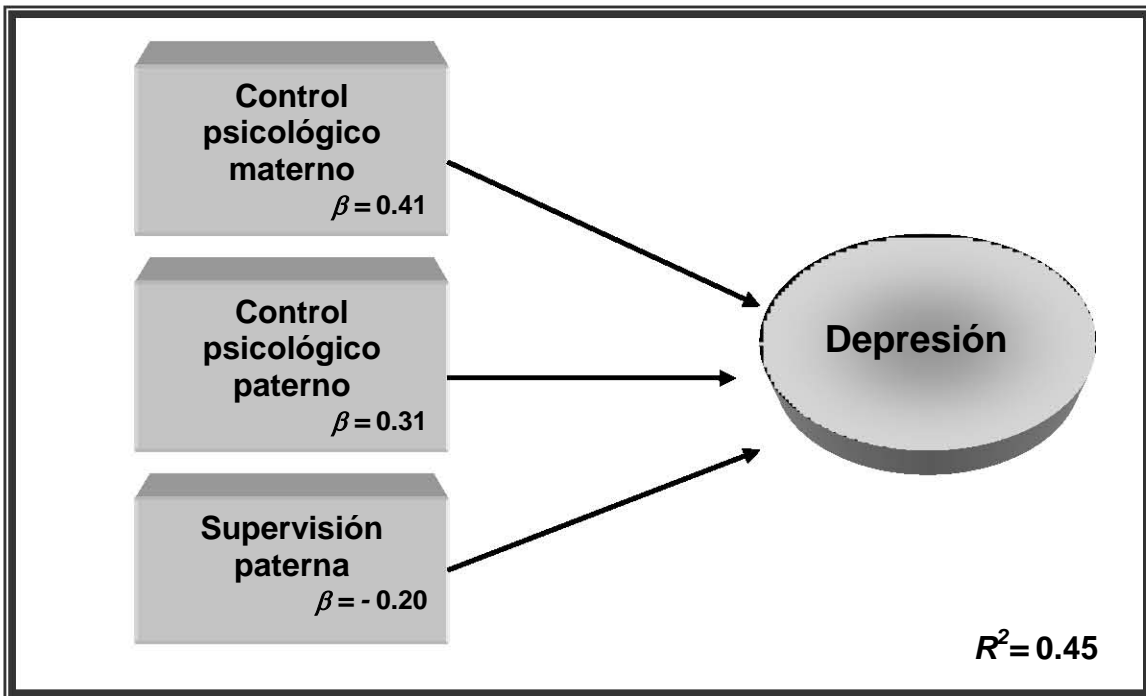 Control
psicológico
materno
β = 0.41
Control
psicológico
paterno
β = 0.31
Supervisión
paterna
β = - 0.20
Depresión
R²= 0.45